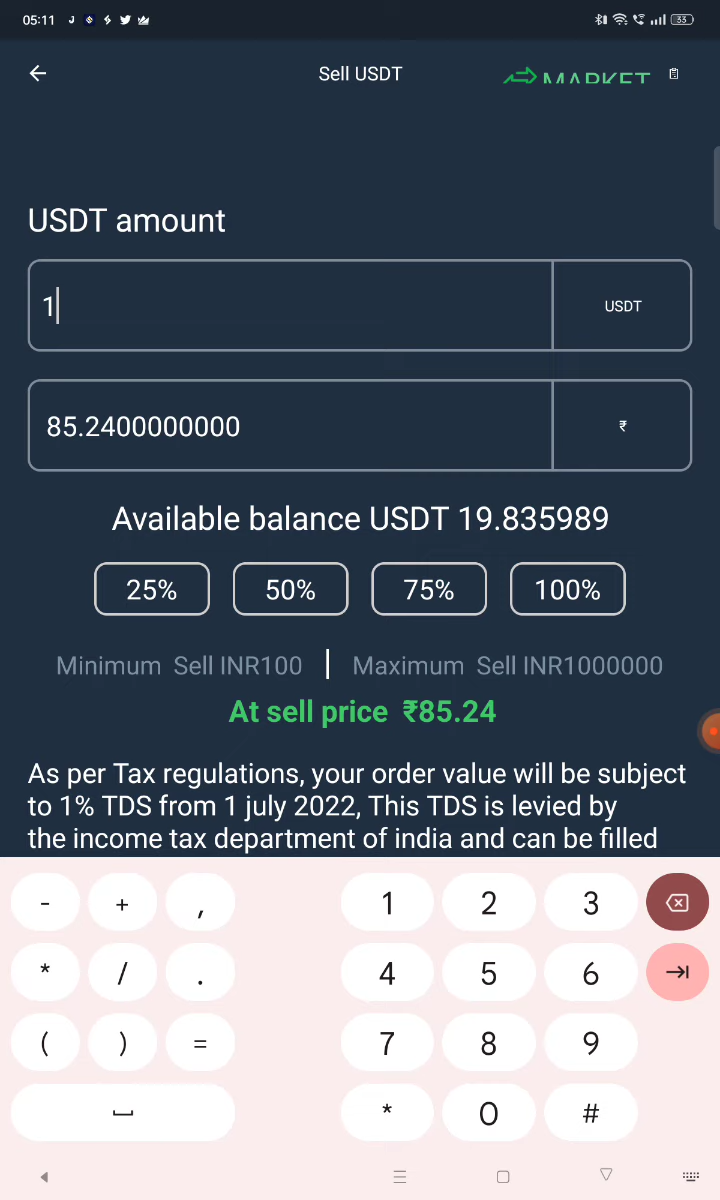 05:11
33
Sell USDT
MARKET
USDT amount
1
USDT
85.2400000000
₹
Available balance USDT 19.835989
25% 50% 75% 100%
Minimum Sell INR100 | Maximum Sell INR1000000
At sell price ₹85.24
As per Tax regulations, your order value will be subject
to 1% TDS from 1 july 2022, This TDS is levied by
the income tax department of india and can be filled
- + , 1 2 3
* / . 4 5 6
( ) = 7 8 9
* 0 #